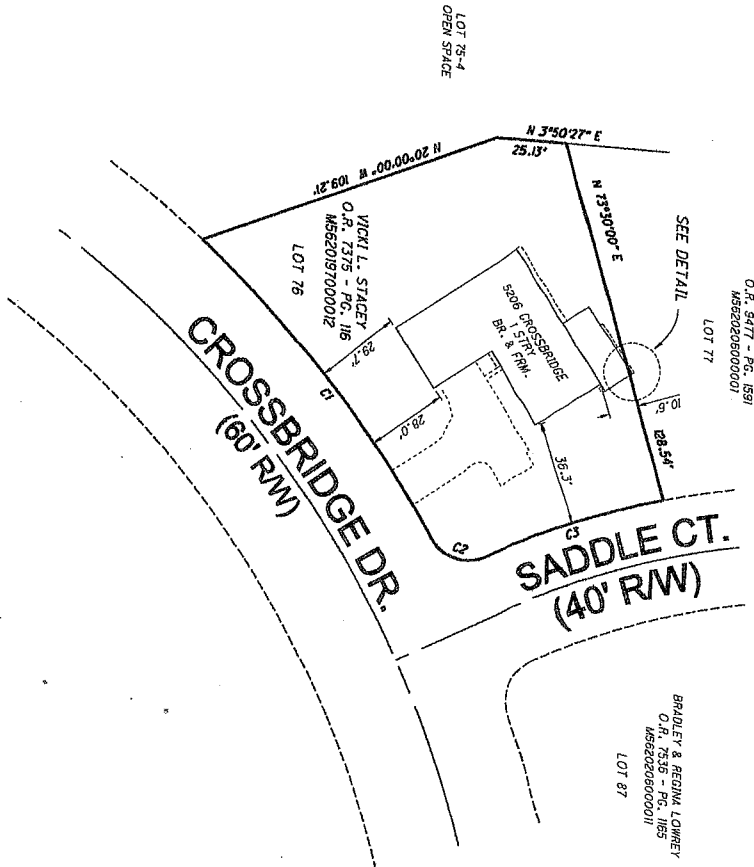 LOT 75-4
OPEN SPACE
N 3°50'27" E
25.13'
N 20°00'00" W 109.21'
N 73°30'00" E
128.54'
SEE DETAIL
O.R. 9477 - PG. 1591
M5620206000001
LOT 77
10.6'
5206 CROSSBRIDGE
1 STRY
BR. & FRM.
VICKI L. STACEY
O.R. 7375 - PG. 116
M5620197000012
LOT 76
29.7'
28.0'
36.3'
C1
C2
C3
CROSSBRIDGE DR.
(60' R/W)
SADDLE CT.
(40' R/W)
BRADLEY & REGINA LOWREY
O.R. 7535 - PG. 1165
M5620206000011
LOT 87